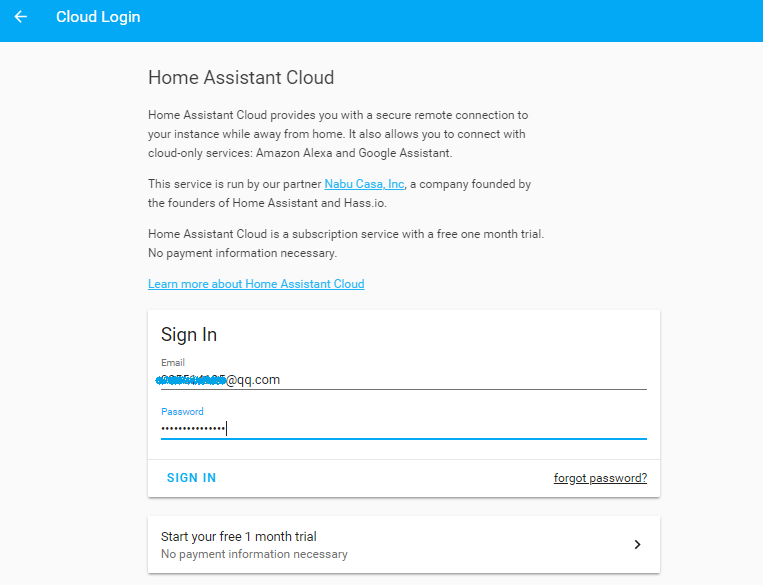 Cloud Login
Home Assistant Cloud
Home Assistant Cloud provides you with a secure remote connection to
your instance while away from home. It also allows you to connect with
cloud-only services: Amazon Alexa and Google Assistant.
This service is run by our partner Nabu Casa, Inc, a company founded by
the founders of Home Assistant and Hass.io.
Home Assistant Cloud is a subscription service with a free one month trial.
No payment information necessary.
Learn more about Home Assistant Cloud
Sign In
Email
@qq.com
Password
•••••••••••••••
SIGN IN
forgot password?
Start your free 1 month trial
No payment information necessary